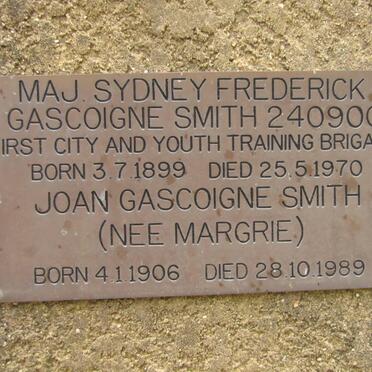 MAJ. SYDNEY FREDERICK
GASCOIGNE SMITH 240900
IRST CITY AND YOUTH TRAINING BRIGA
BORN 3.7.1899 DIED 25.5.1970
JOAN GASCOIGNE SMITH
(NEE MARGRIE)
BORN 4.1.1906 DIED 28.10.1989